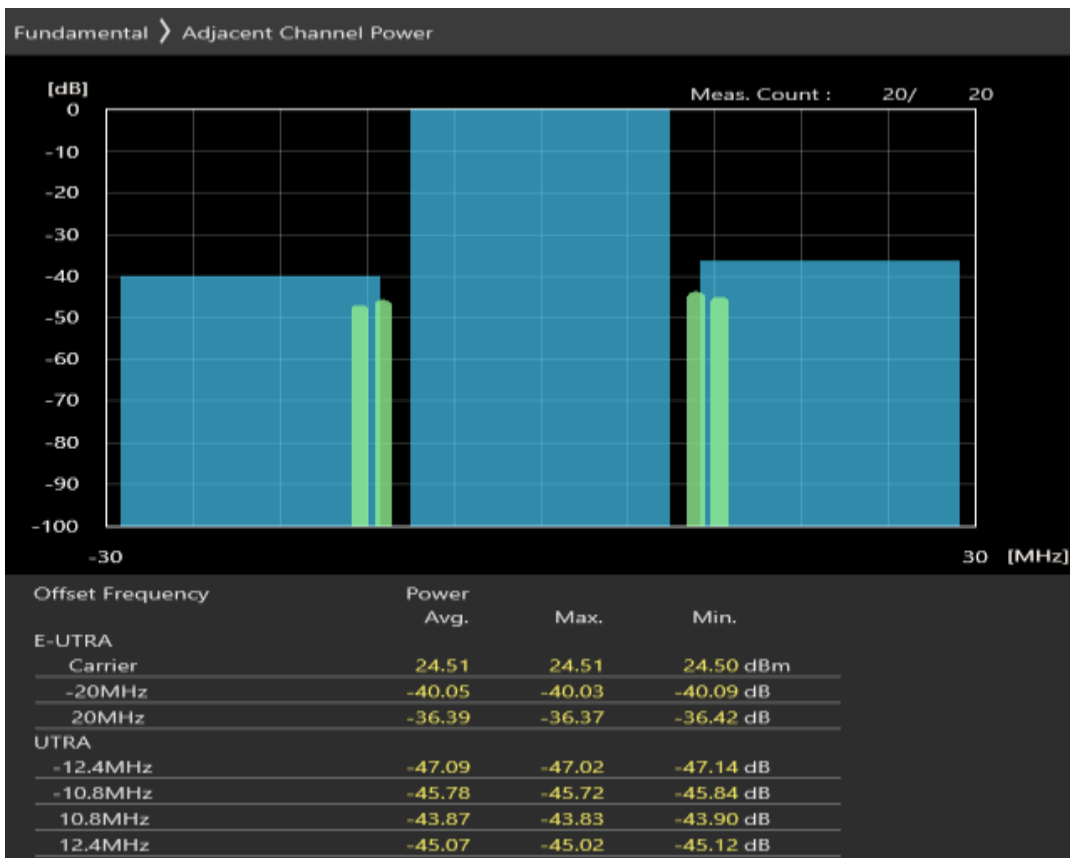 Fundamental ❯ Adjacent Channel Power
[dB]
Meas. Count : 20/ 20
0
-10
-20
-30
-40
-50
-60
-70
-80
-90
-100
-30 30 [MHz]
Offset Frequency Power
Avg. Max. Min.
E-UTRA
Carrier 24.51 24.51 24.50 dBm
-20MHz -40.05 -40.03 -40.09 dB
20MHz -36.39 -36.37 -36.42 dB
UTRA
-12.4MHz -47.09 -47.02 -47.14 dB
-10.8MHz -45.78 -45.72 -45.84 dB
10.8MHz -43.87 -43.83 -43.90 dB
12.4MHz -45.07 -45.02 -45.12 dB